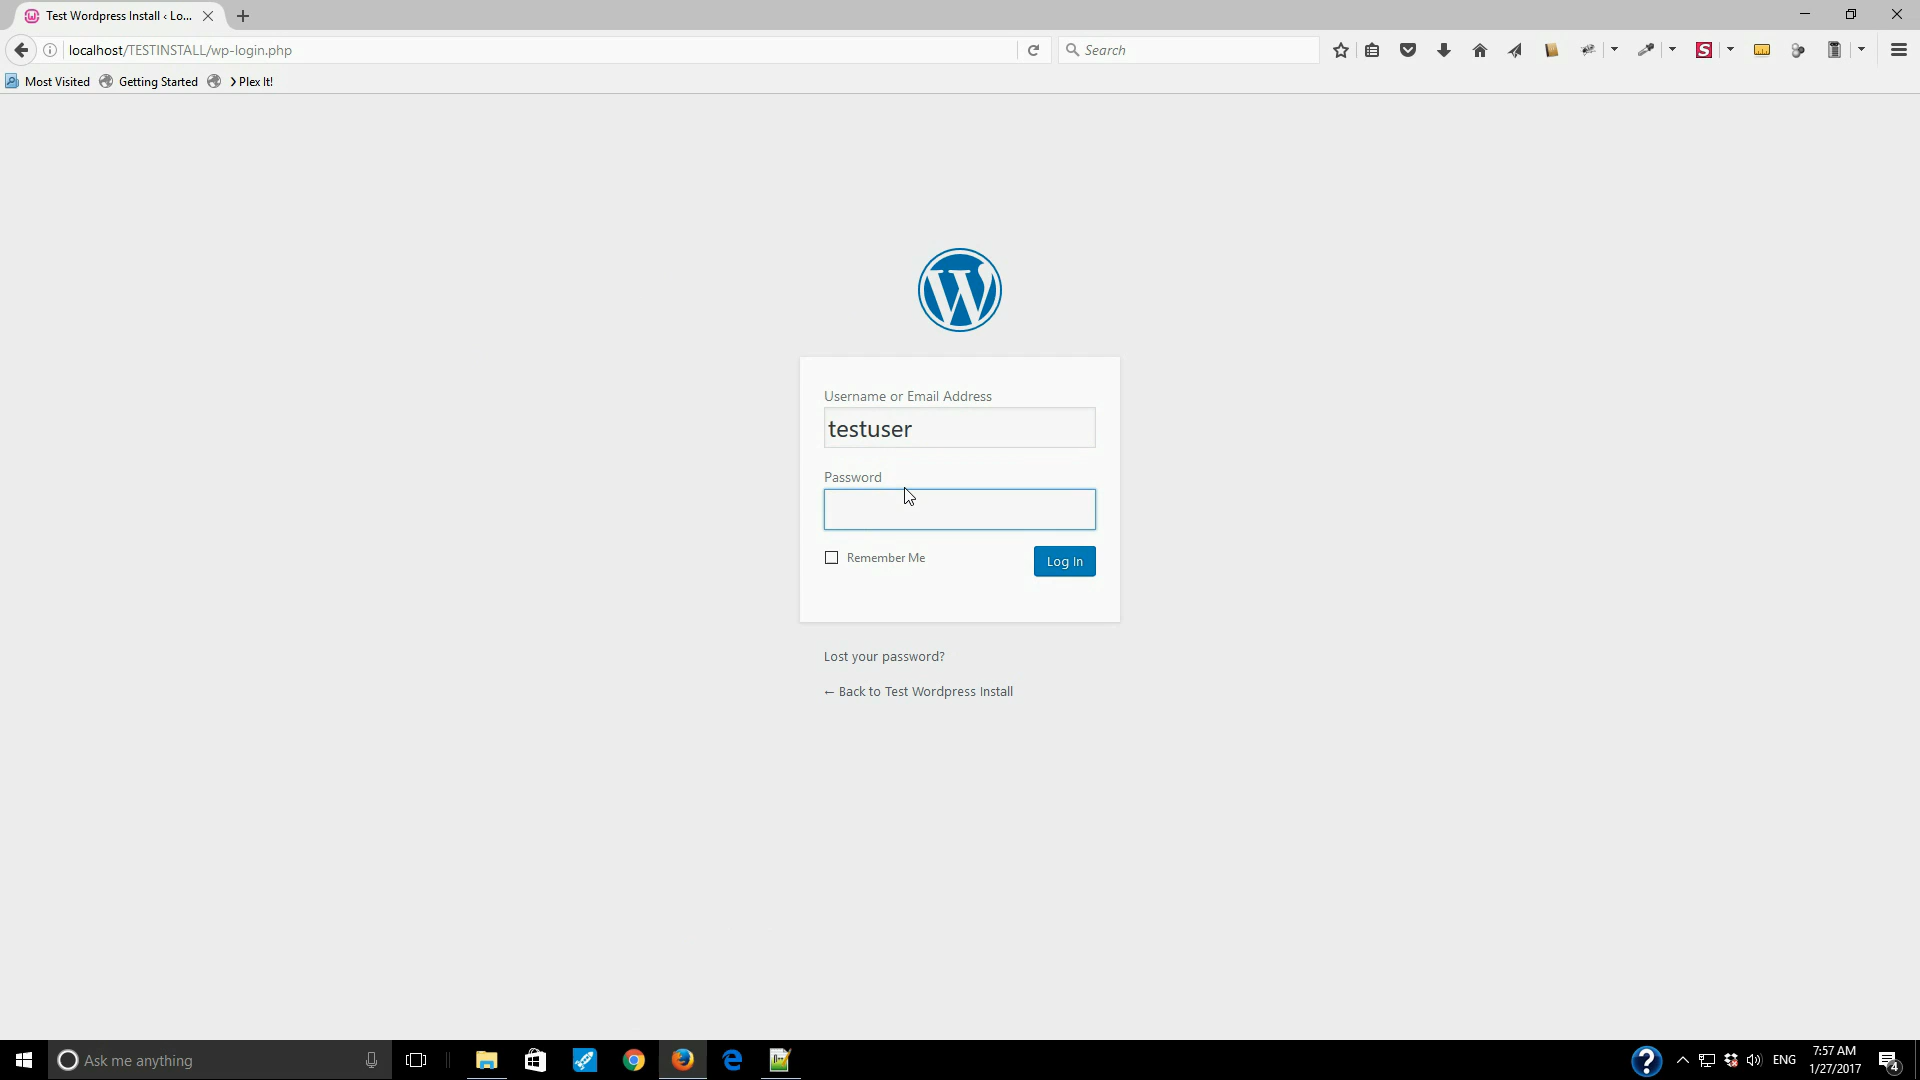 Test Wordpress Install ‹ Lo...
localhost/TESTINSTALL/wp-login.php
Search
S
Most Visited
Getting Started
Plex It!
W
Username or Email Address
testuser
Password
Remember Me
Log In
Lost your password?
← Back to Test Wordpress Install
Ask me anything
ENG
7:57 AM
1/27/2017
4